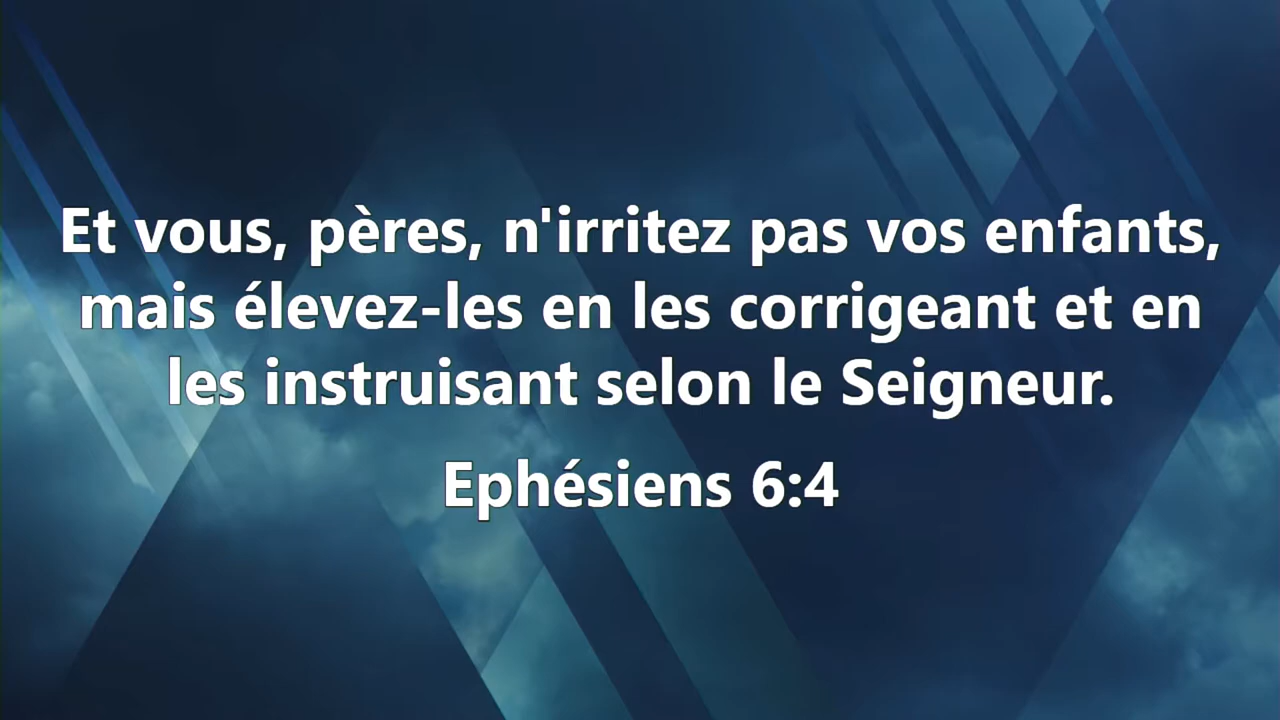 Et vous, pères, n'irritez pas vos enfants,
mais élevez-les en les corrigeant et en
les instruisant selon le Seigneur.
Ephésiens 6:4